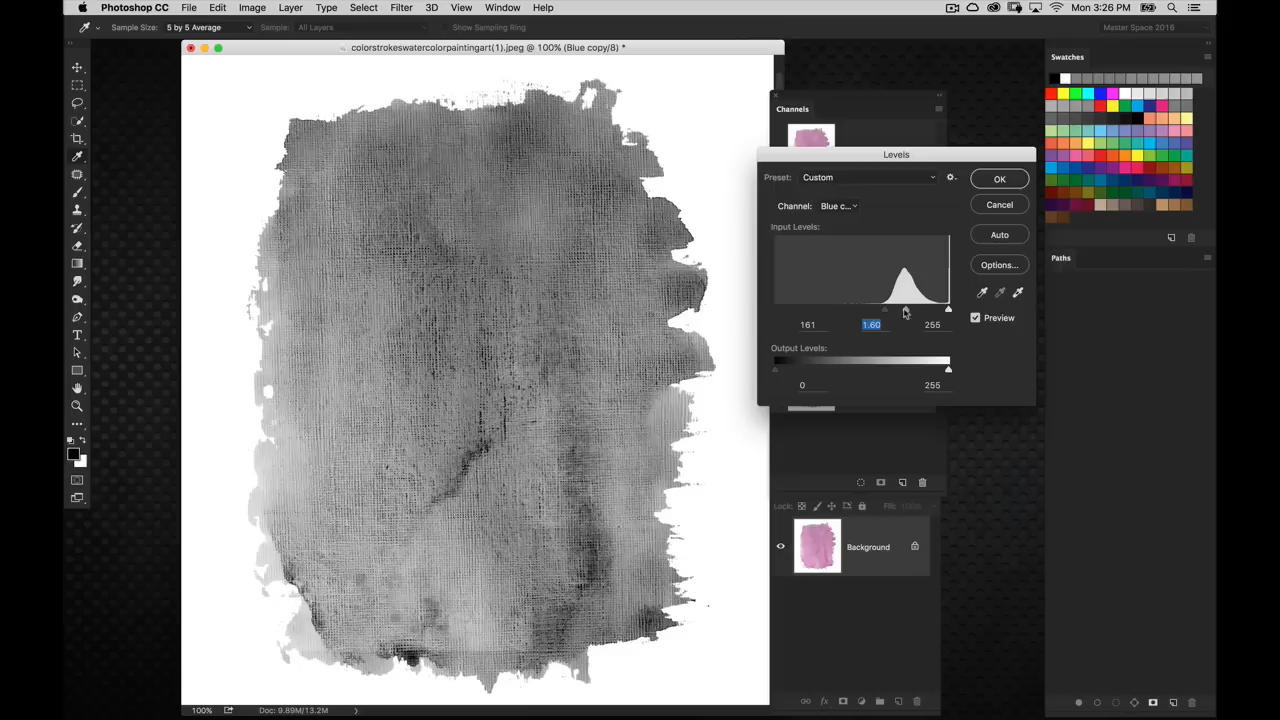 Photoshop CC File Edit Image Layer Type Select Filter 3D View Window Help Mon 3:26 PM
Sample Size: 5 by 5 Average Sample: All Layers Show Sampling Ring Master Space 2016
colorstrokeswatercolorpaintingart(1).jpeg @ 100% (Blue copy/8) *
Swatches
Channels
Levels
Preset: Custom
OK
Channel: Blue c...
Cancel
Input Levels:
Auto
Options...
161 1.60 255
Preview
Output Levels:
0 255
Paths
Lock: Fill: 100%
Background
100% Doc: 9.89M/13.2M